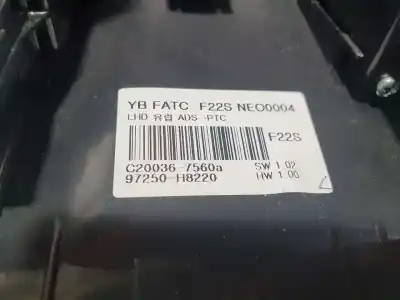 YB FATC F22S NEO0004
LHD 유럽 ADS -PTC
F22S
C20036-7560a SW 1.02
97250-H8220 HW 1.00